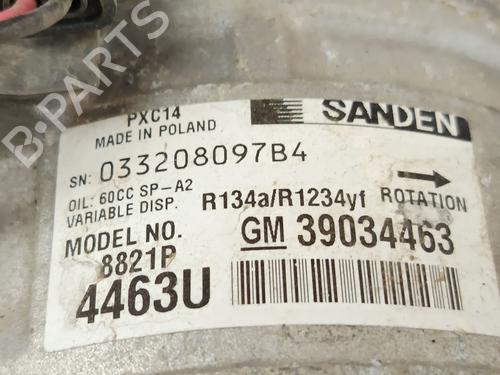 PXC14
SANDEN
MADE IN POLAND
SN: 033208097B4
OIL: 60CC SP-A2
VARIABLE DISP.
R134a/R1234yf
ROTATION
MODEL NO.
8821P
GM 39034463
4463U
B-PARTS